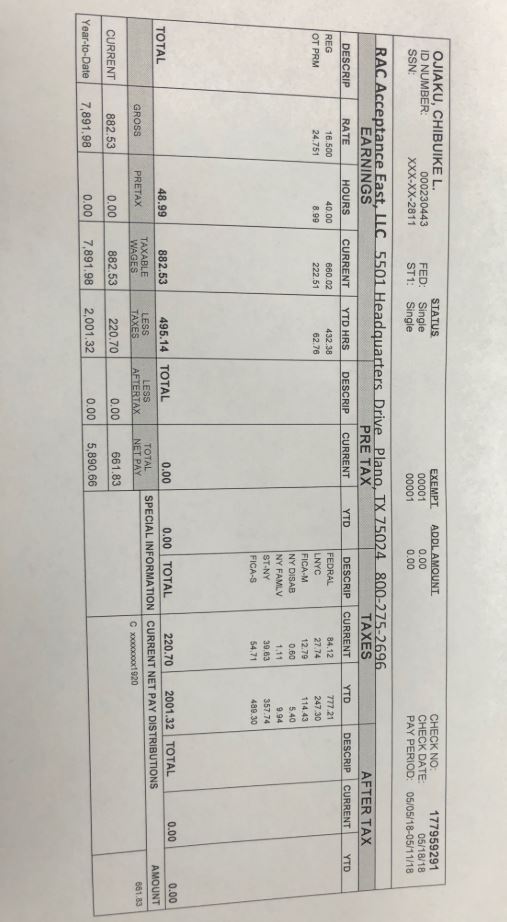 OJIAKU, CHIBUIKE L. STATUS EXEMPT ADDL AMOUNT CHECK NO: 177959291
ID NUMBER: 000230443 FED: Single 00001 0.00 CHECK DATE: 05/18/18
SSN: XXX-XX-2811 ST1: Single 00001 0.00 PAY PERIOD: 05/05/18-05/11/18
RAC Acceptance East, LLC 5501 Headquarters Drive Plano, TX 75024 800-275-2696
EARNINGS PRE TAX TAXES AFTER TAX
DESCRIP RATE HOURS CURRENT YTD HRS DESCRIP CURRENT YTD DESCRIP CURRENT YTD DESCRIP CURRENT YTD
REG 16.500 40.00 660.02 432.38 FEDRAL 84.12 777.21
OT PRM 24.751 8.99 222.51 62.76 LNYC 27.74 247.30
FICA-M 12.79 114.43
NY DISAB 0.60 5.40
NY FAMLV 1.11 9.94
ST-NY 39.63 357.74
FICA-S 54.71 489.30
TOTAL 48.99 882.53 495.14 TOTAL 0.00 0.00 TOTAL 220.70 2001.32 TOTAL 0.00 0.00
GROSS PRETAX TAXABLE WAGES LESS TAXES LESS AFTERTAX TOTAL NET PAY SPECIAL INFORMATION CURRENT NET PAY DISTRIBUTIONS AMOUNT
CURRENT 882.53 0.00 882.53 220.70 0.00 661.83 C xxxxxxxx1920 661.83
Year-to-Date 7,891.98 0.00 7,891.98 2,001.32 0.00 5,890.66